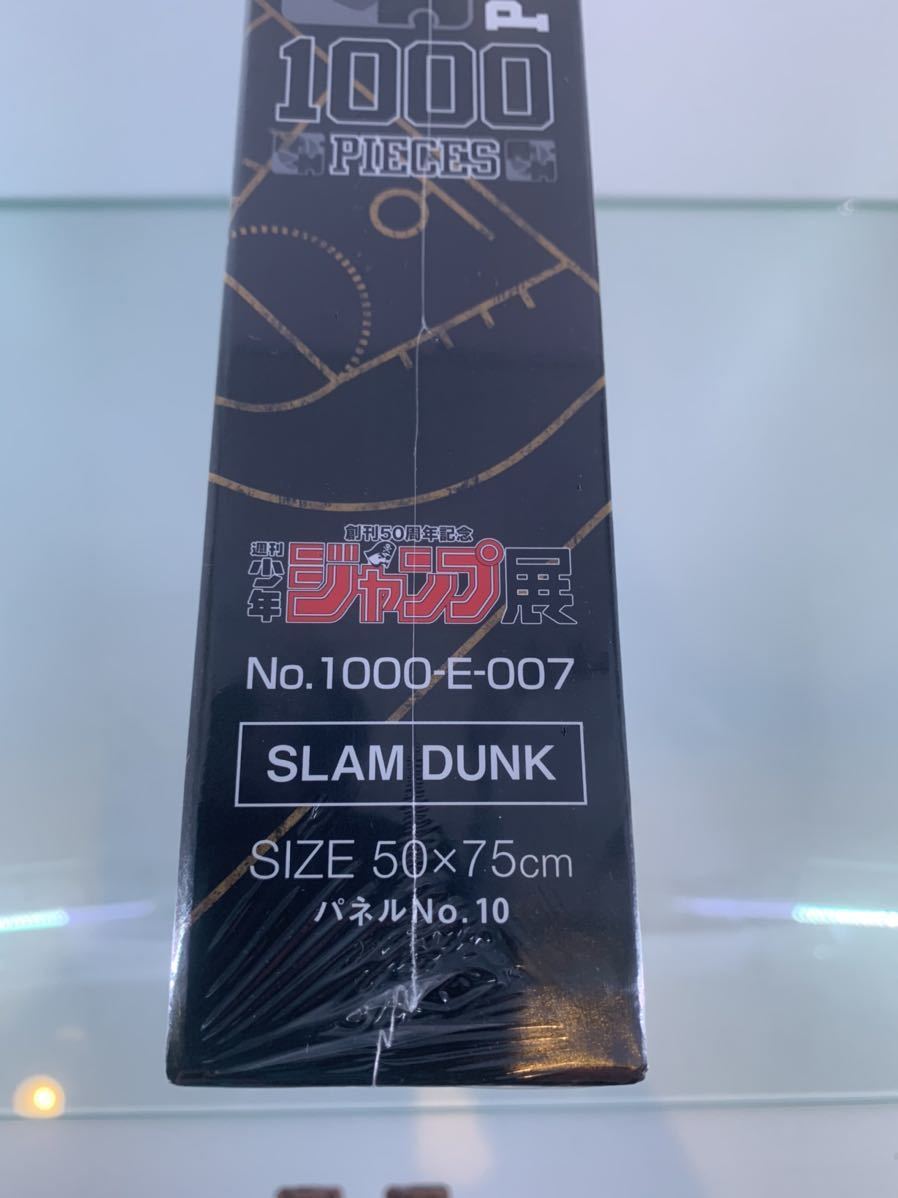 P
1000
PIECES
創刊50周年記念
週刊少年ジャンプ展
No.1000-E-007
SLAM DUNK
SIZE 50×75cm
パネルNo.10